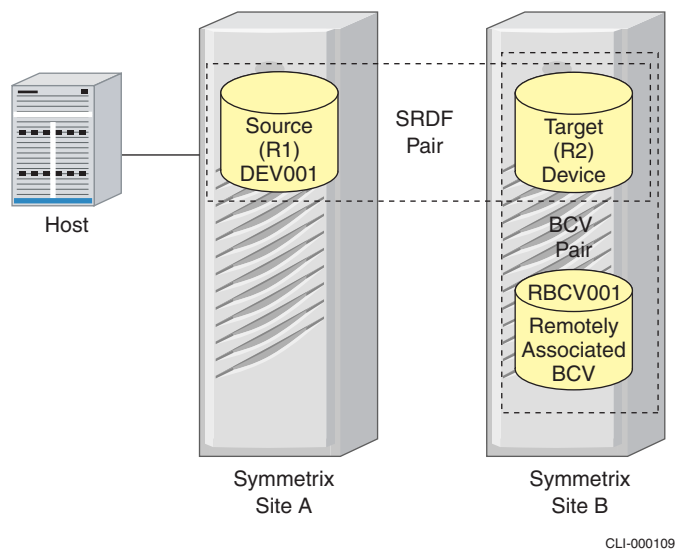 Source
(R1)
DEV001
SRDF
Pair
Target
(R2)
Device
Host
BCV
Pair
RBCV001
Remotely
Associated
BCV
Symmetrix
Site A
Symmetrix
Site B
CLI-000109